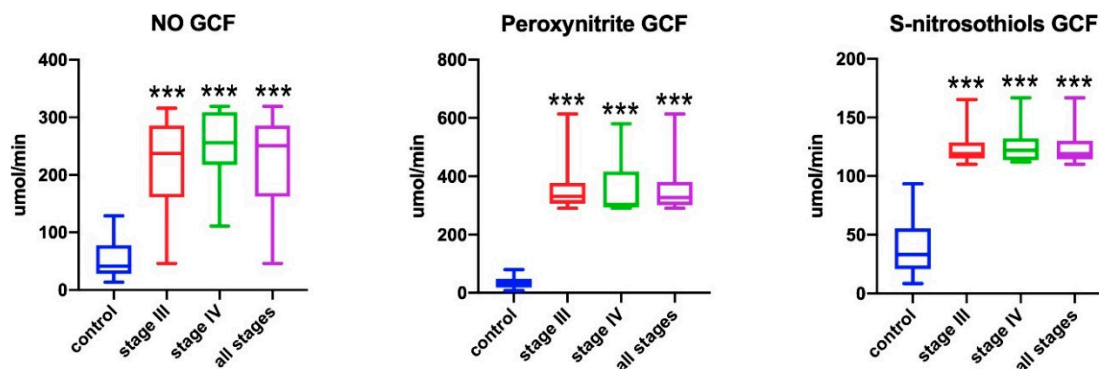 NO GCF
400
300
200
100
0
umol/min
*** *** ***
control
stage III
stage IV
all stages
Peroxynitrite GCF
800
600
400
200
0
umol/min
*** *** ***
control
stage III
stage IV
all stages
S-nitrosothiols GCF
200
150
100
50
0
umol/min
*** *** ***
control
stage III
stage IV
all stages